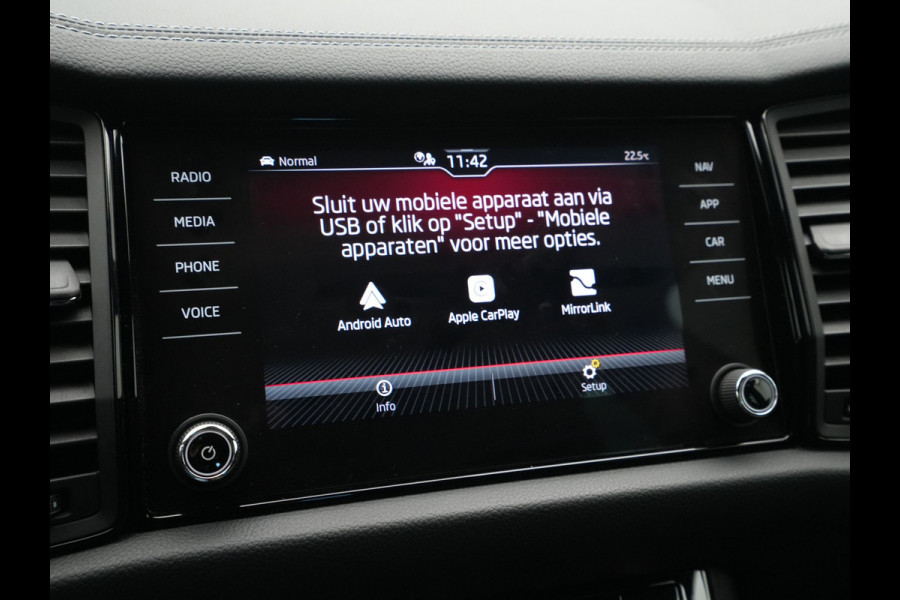 RADIO
MEDIA
PHONE
VOICE
Normal
11:42
22.5°C
Sluit uw mobiele apparaat aan via
USB of klik op "Setup" - "Mobiele
apparaten" voor meer opties.
Android Auto
Apple CarPlay
MirrorLink
Info
Setup
NAV
APP
CAR
MENU